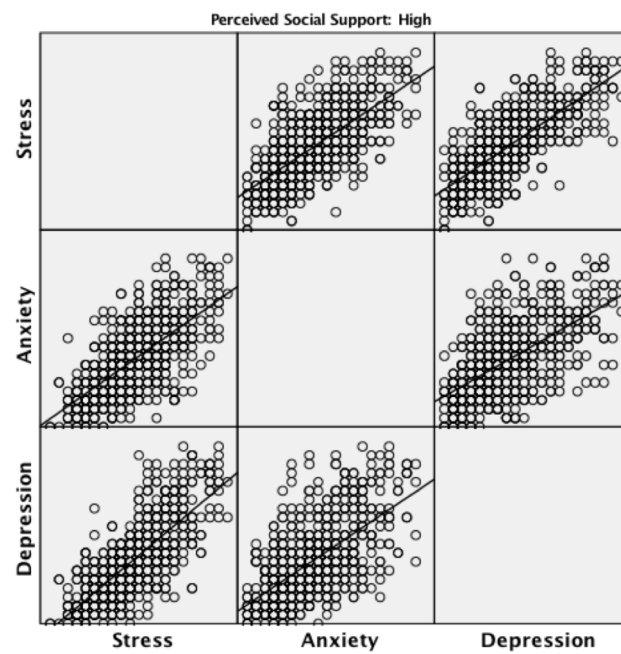 Perceived Social Support: High
Stress
Anxiety
Depression
Stress Anxiety Depression